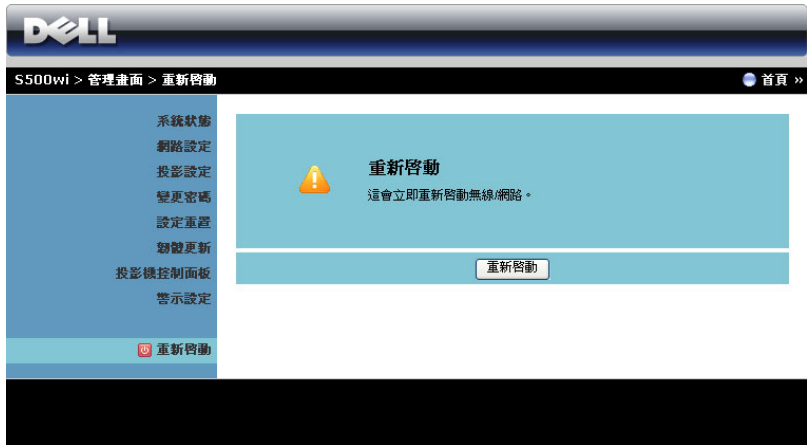 DELL
S500wi > 管理畫面 > 重新啓動
首頁 »
系統狀態
網路設定
投影設定
變更密碼
設定重置
韌體更新
投影機控制面板
警示設定
重新啓動
重新啓動
這會立即重新啓動無線/網路。
重新啓動